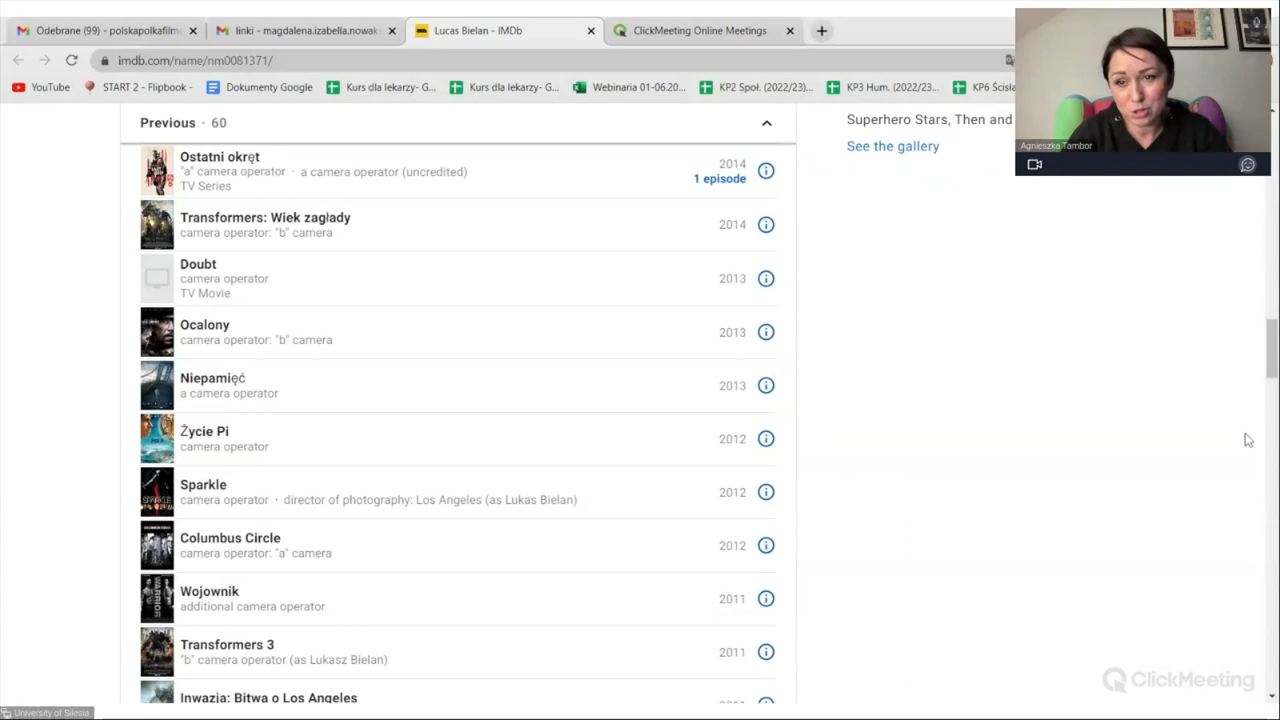 Odebrane (99) - polskapolkafilm
linki - magdalena.izabella.nowak
Lucas Bielan - IMDb
ClickMeeting Online Meetings
imdb.com/name/nm0081371/
YouTube
START - Flipbook -
Dokumenty Google
Kurs dla lekarzy- G...
Kurs dla lekarzy- G...
Webinaria 01-06.20...
KP2 Społ. (2022/23)...
KP3 Hum. (2022/23...
KP6 Ścisła
Previous · 60
Superhero Stars, Then and
See the gallery
Agnieszka Tambor
Ostatni okręt
"a" camera operator · a camera operator (uncredited)
TV Series
2014
1 episode
Transformers: Wiek zagłady
camera operator: "b" camera
2014
Doubt
camera operator
TV Movie
2013
Ocalony
camera operator: "b" camera
2013
Niepamięć
a camera operator
2013
Życie Pi
camera operator
2012
Sparkle
camera operator · director of photography: Los Angeles (as Lukas Bielan)
2012
Columbus Circle
camera operator: "a" camera
2012
Wojownik
additional camera operator
2011
WARRIOR
Transformers 3
"b" camera operator (as Lukasz Bielan)
2011
Inwazja: Bitwa o Los Angeles
ClickMeeting
University of Silesia